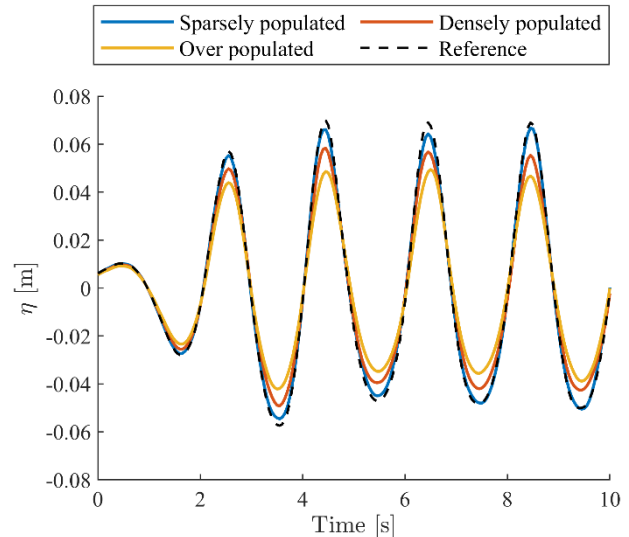 Sparsely populated Densely populated
Over populated Reference
0.08
0.06
0.04
0.02
0
-0.02
-0.04
-0.06
-0.08
η [m]
0 2 4 6 8 10
Time [s]